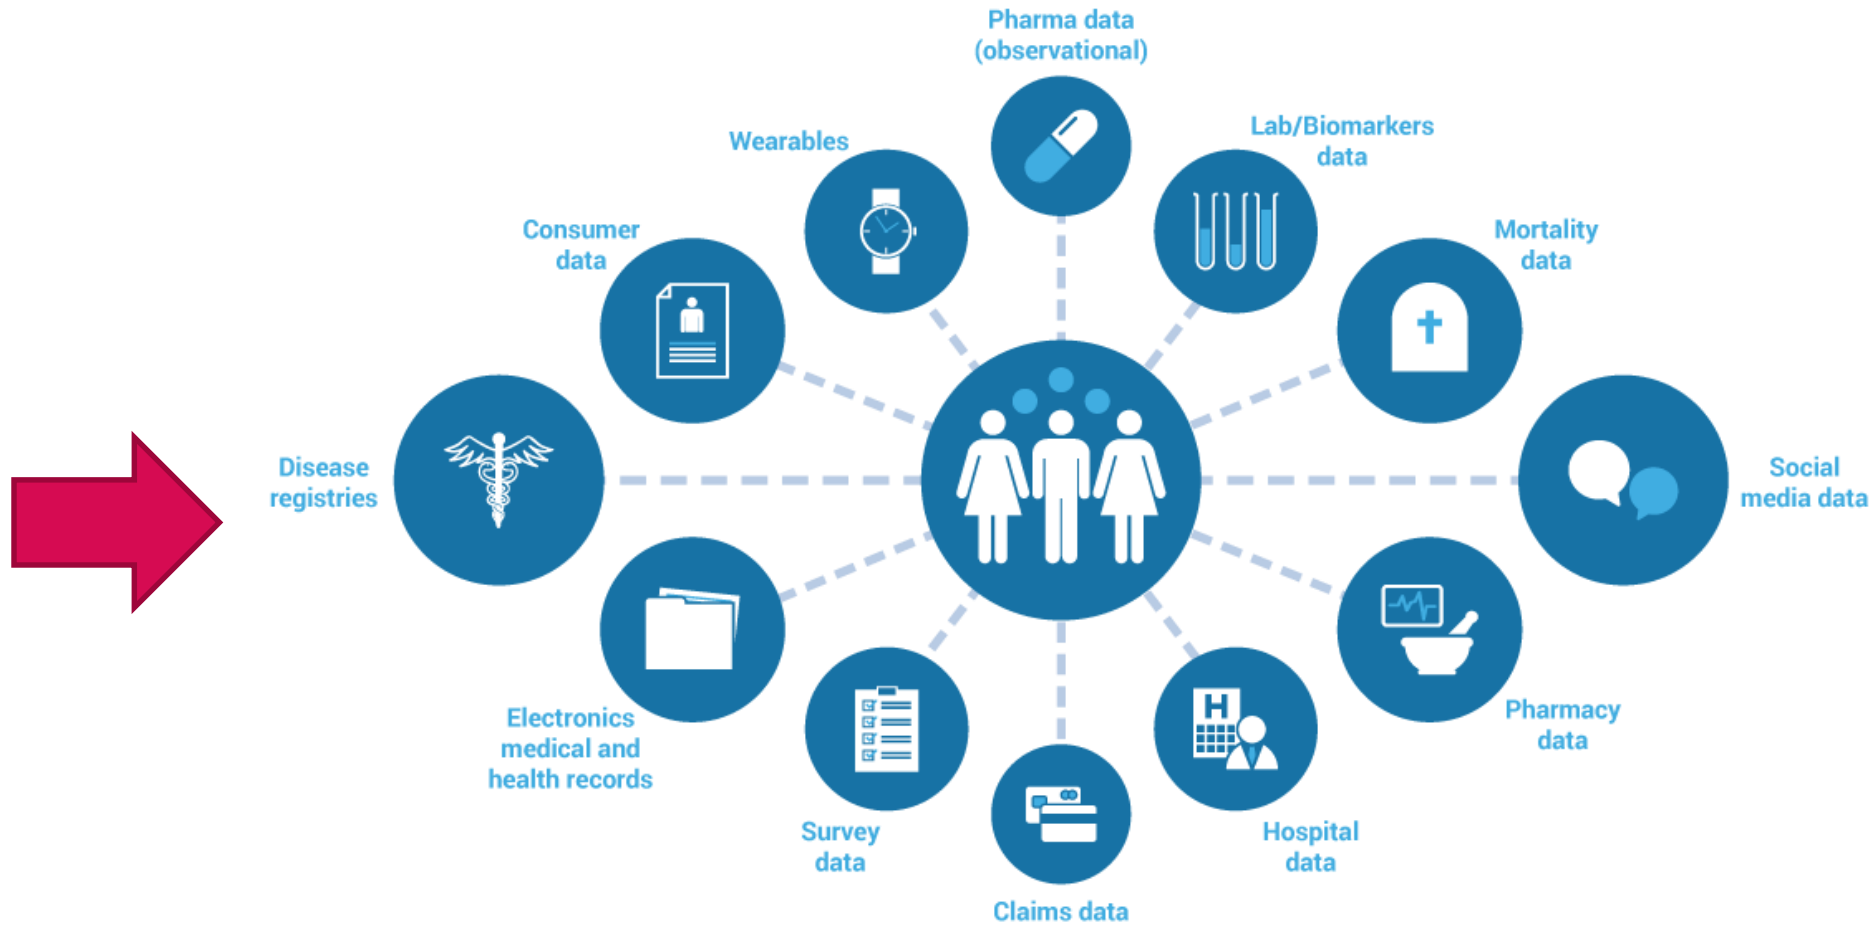 Pharma data
(observational)
Wearables
Lab/Biomarkers
data
Consumer
data
Mortality
data
Disease
registries
Social
media data
Electronics
medical and
health records
Pharmacy
data
Survey
data
Hospital
data
Claims data
H